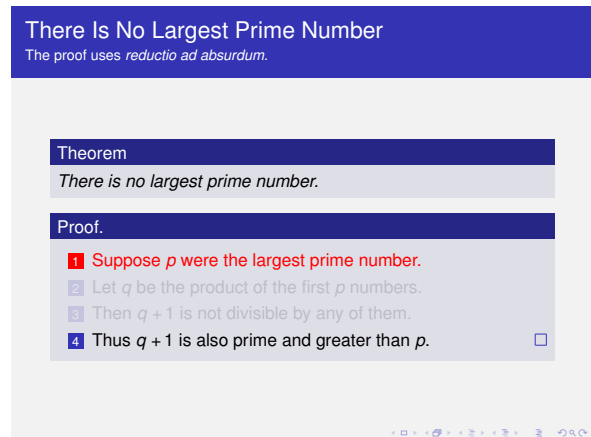 There Is No Largest Prime Number
The proof uses reductio ad absurdum.
Theorem
There is no largest prime number.
Proof.
1 Suppose p were the largest prime number.
2 Let q be the product of the first p numbers.
3 Then q + 1 is not divisible by any of them.
4 Thus q + 1 is also prime and greater than p. □